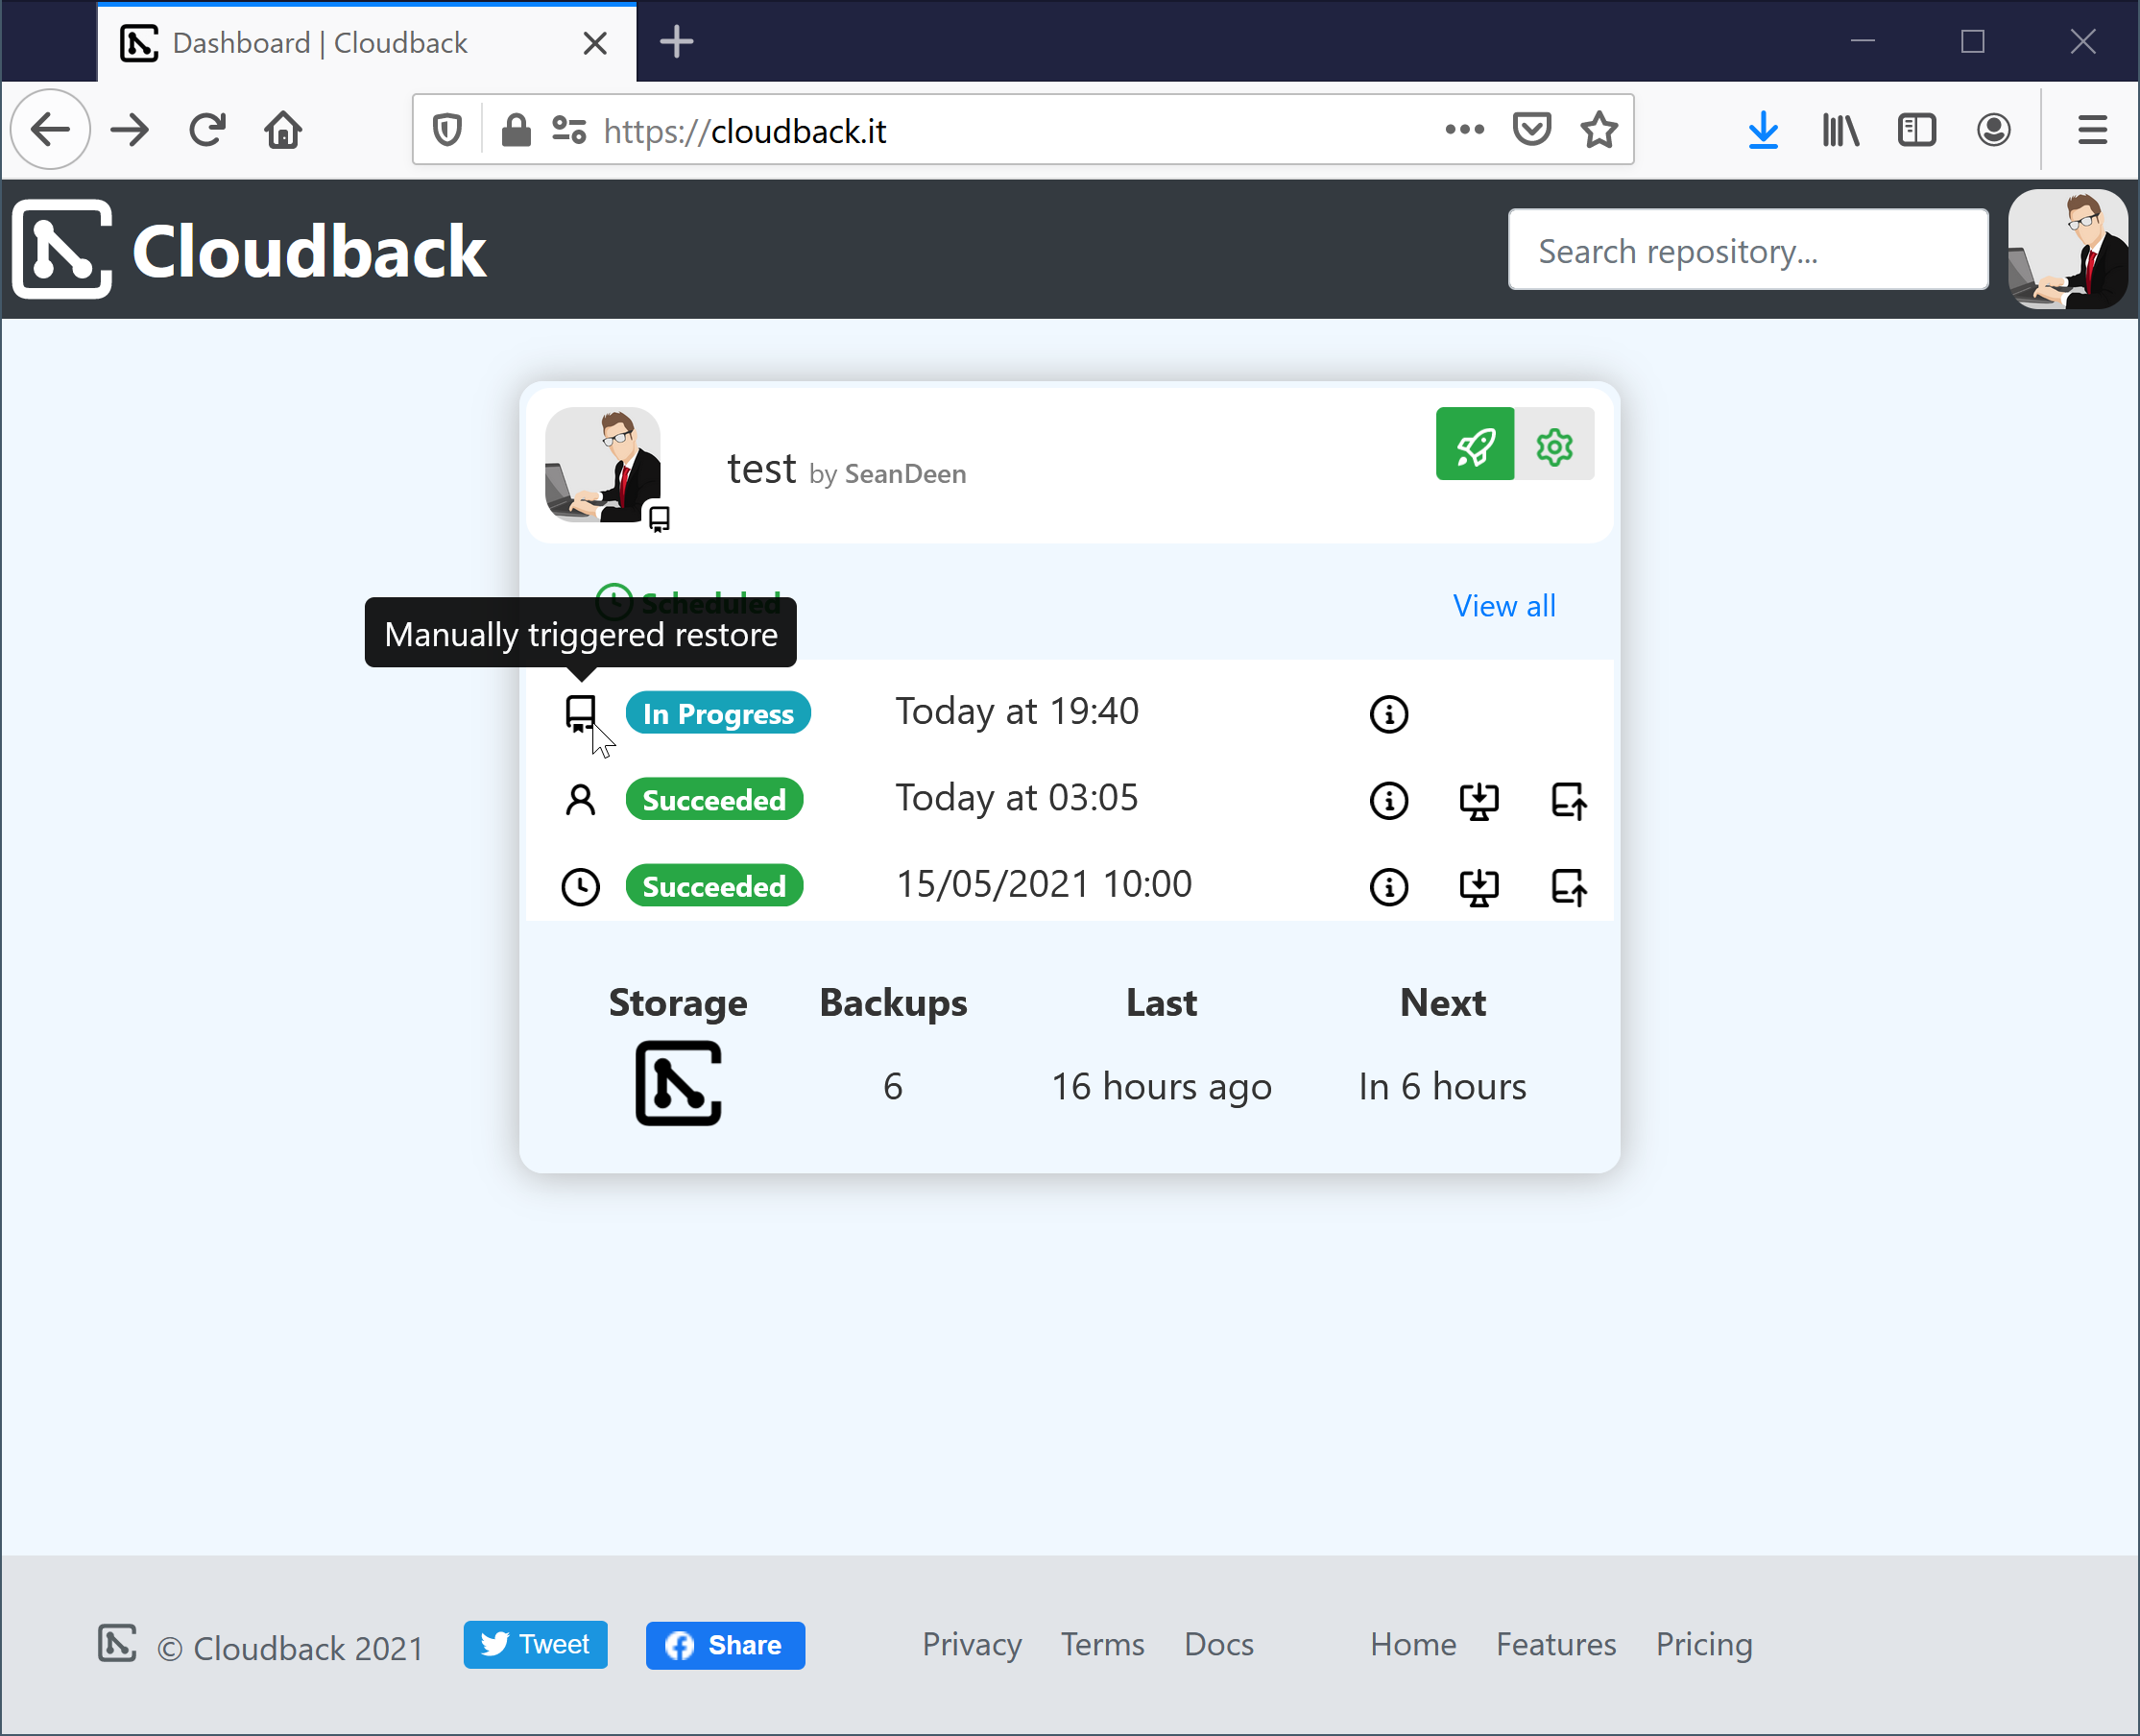 Dashboard | Cloudback
https://cloudback.it
Cloudback
Search repository...
test by SeanDeen
Scheduled
View all
Manually triggered restore
In Progress Today at 19:40
Succeeded Today at 03:05
Succeeded 15/05/2021 10:00
Storage Backups Last Next
6 16 hours ago In 6 hours
© Cloudback 2021 Tweet Share Privacy Terms Docs Home Features Pricing